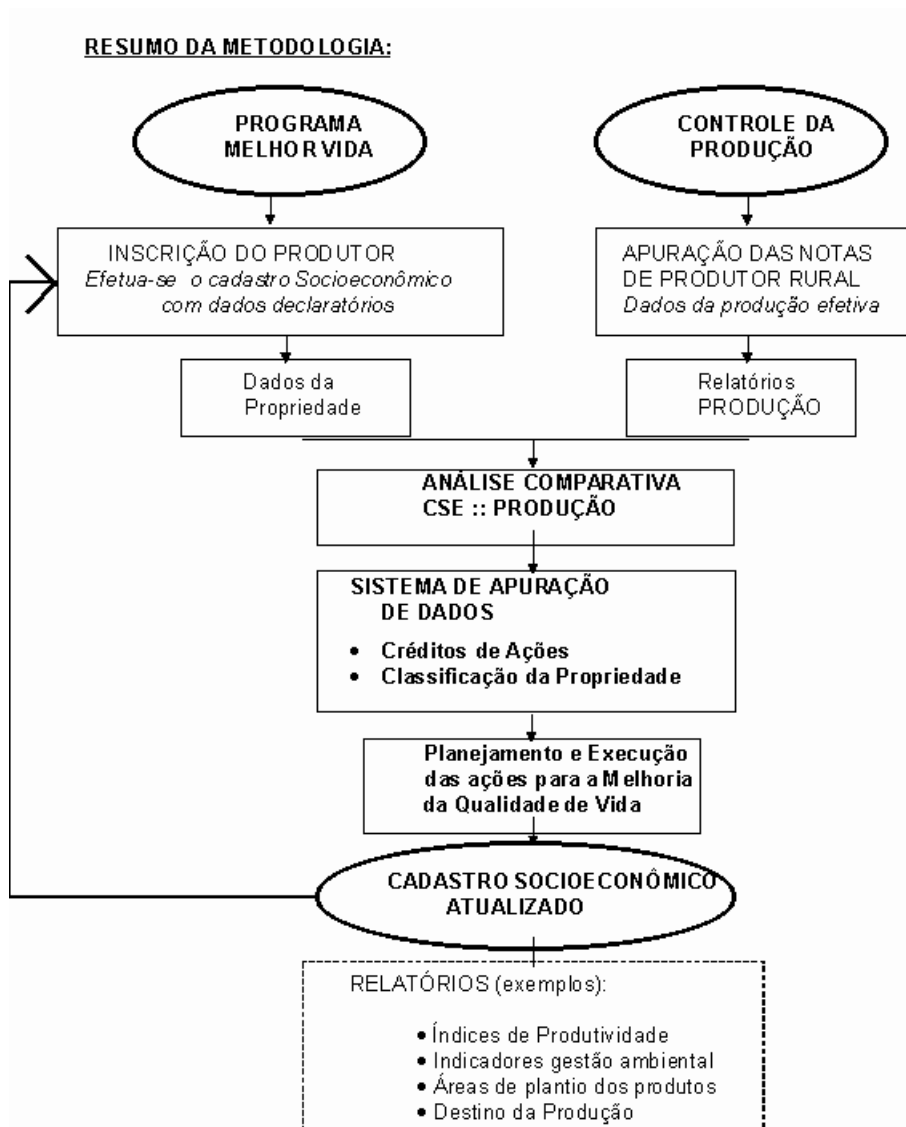 RESUMO DA METODOLOGIA:
PROGRAMA
MELHOR VIDA
CONTROLE DA
PRODUÇÃO
INSCRIÇÃO DO PRODUTOR
Efetua-se o cadastro Socioeconômico
com dados declaratórios
APURAÇÃO DAS NOTAS
DE PRODUTOR RURAL
Dados da produção efetiva
Dados da
Propriedade
Relatórios
PRODUÇÃO
ANÁLISE COMPARATIVA
CSE :: PRODUÇÃO
SISTEMA DE APURAÇÃO
DE DADOS
• Créditos de Ações
• Classificação da Propriedade
Planejamento e Execução
das ações para a Melhoria
da Qualidade de Vida
CADASTRO SOCIOECONÔMICO
ATUALIZADO
RELATÓRIOS (exemplos):
• Índices de Produtividade
• Indicadores gestão ambiental
• Áreas de plantio dos produtos
• Destino da Produção